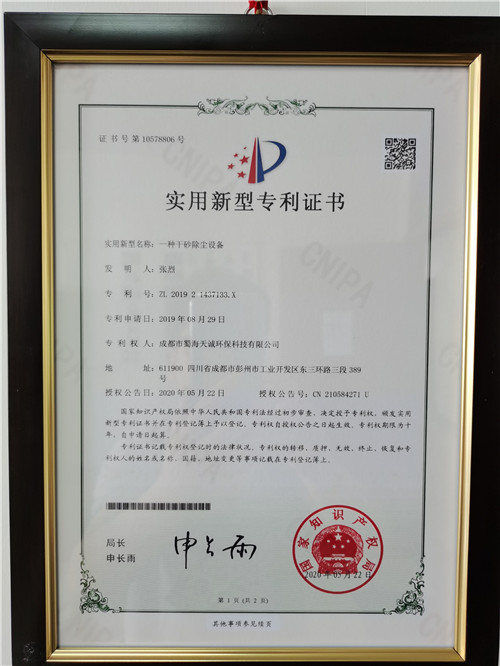 证书号第10578806号
实用新型专利证书
实用新型名称：一种干砂除尘设备
发明人：张烈
专利号：ZL 2019 2 1437133.X
专利申请日：2019年08月29日
专利权人：成都市蜀海天诚环保科技有限公司
地址：611900 四川省成都市彭州市工业开发区东三环路三段389
号
授权公告日：2020年05月22日 授权公告号：CN 210584271 U
国家知识产权局依照中华人民共和国专利法经过初步审查，决定授予专利权，颁发实用
新型专利证书并在专利登记簿上予以登记。专利权自授权公告之日起生效。专利权期限为十
年，自申请日起算。
专利证书记载专利权登记时的法律状况。专利权的转移、质押、无效、终止、恢复和专利
权人的姓名或名称、国籍、地址变更等事项记载在专利登记簿上。
局长
申长雨
申长雨
国家知识产权局
2020年05月22日
第 1 页 (共 2 页)
其他事项参见续页
CNIPA
CNIPA